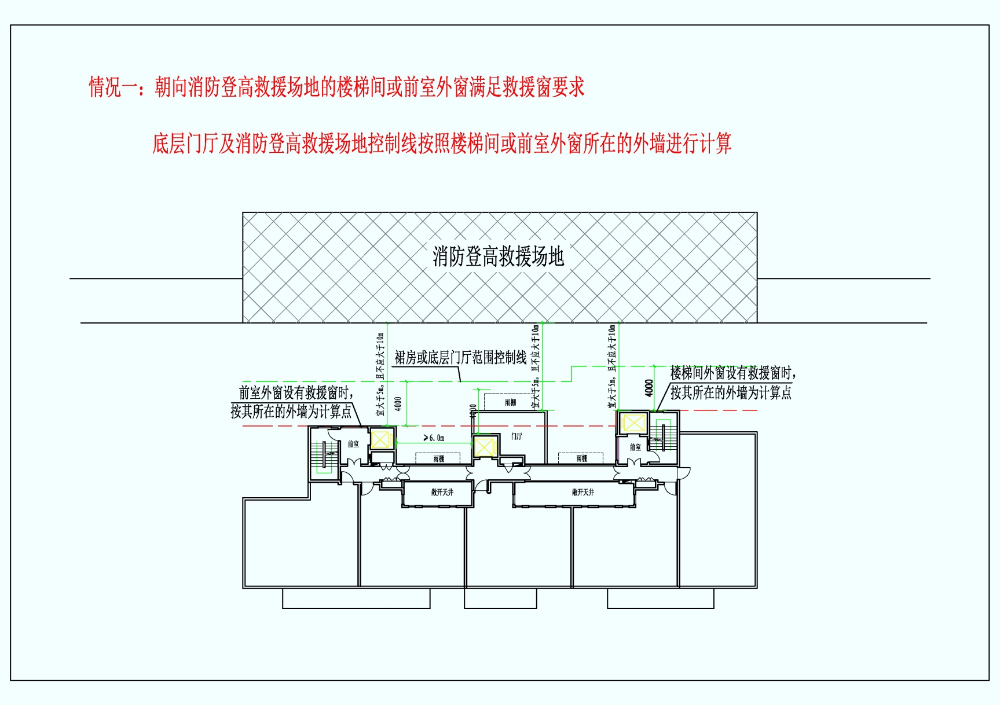 情况一：朝向消防登高救援场地的楼梯间或前室外窗满足救援窗要求
底层门厅及消防登高救援场地控制线按照楼梯间或前室外窗所在的外墙进行计算
消防登高救援场地
宜大于5m，且不应大于10m
宜大于5m，且不应大于10m
宜大于5m，且不应大于10m
裙房或底层门厅范围控制线
楼梯间外窗设有救援窗时，
按其所在的外墙为计算点
前室外窗设有救援窗时，
按其所在的外墙为计算点
4000
4000
4000
雨棚
门厅
≥6.0m
前室
前室
雨棚
雨棚
敞开天井
敞开天井